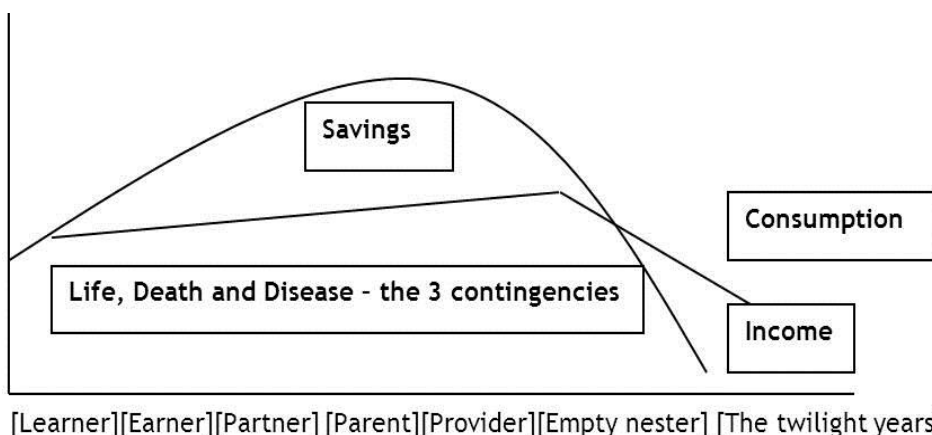 Savings
Consumption
Life, Death and Disease - the 3 contingencies
Income
[Learner][Earner][Partner] [Parent][Provider][Empty nester] [The twilight years